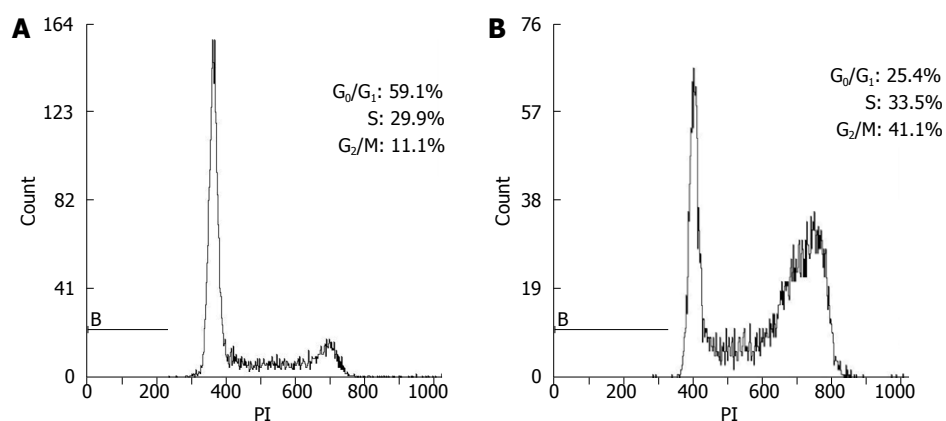 A
164
123
82
41
0
Count
B
0 200 400 600 800 1000
PI
G₀/G₁: 59.1%
S: 29.9%
G₂/M: 11.1%
B
76
57
38
19
0
Count
B
0 200 400 600 800 1000
PI
G₀/G₁: 25.4%
S: 33.5%
G₂/M: 41.1%